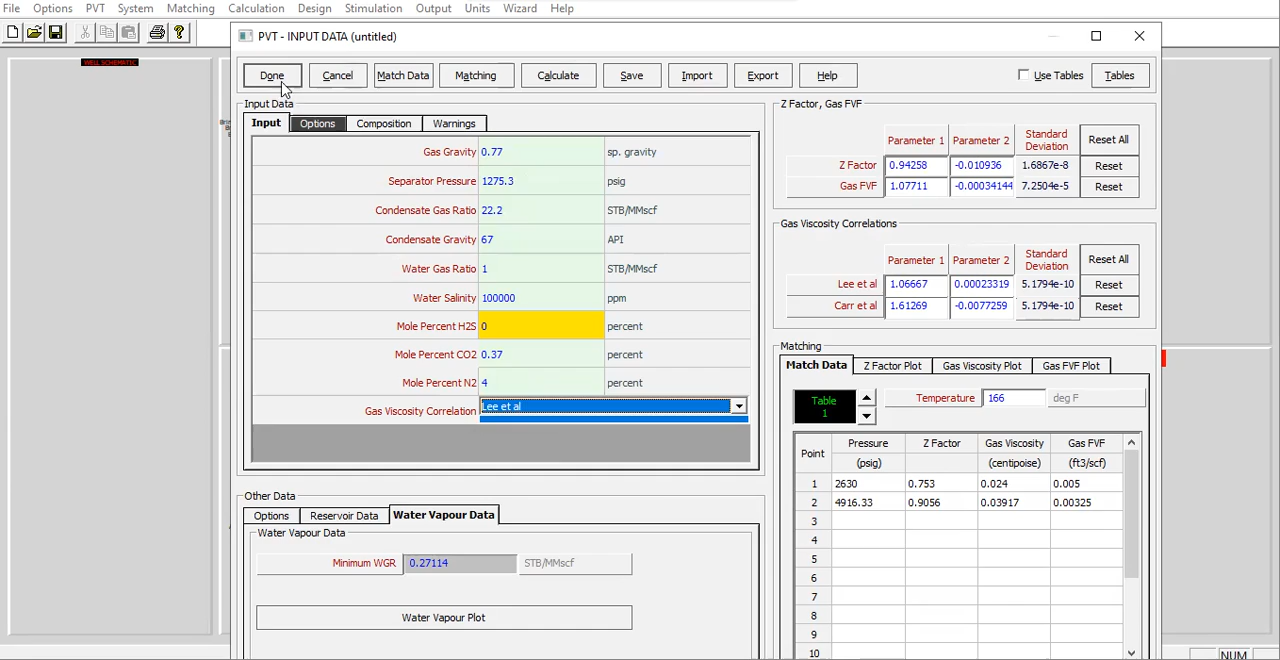 File Options PVT System Matching Calculation Design Stimulation Output Units Wizard Help
WELL SCHEMATIC
PVT - INPUT DATA (untitled)
Done Cancel Match Data Matching Calculate Save Import Export Help Use Tables Tables
Input Data
Input Options Composition Warnings
Gas Gravity 0.77 sp. gravity
Separator Pressure 1275.3 psig
Condensate Gas Ratio 22.2 STB/MMscf
Condensate Gravity 67 API
Water Gas Ratio 1 STB/MMscf
Water Salinity 100000 ppm
Mole Percent H2S 0 percent
Mole Percent CO2 0.37 percent
Mole Percent N2 4 percent
Gas Viscosity Correlation Lee et al
Other Data
Options Reservoir Data Water Vapour Data
Water Vapour Data
Minimum WGR 0.27114 STB/MMscf
Water Vapour Plot
Z Factor, Gas FVF
Parameter 1 Parameter 2 Standard Deviation Reset All
Z Factor 0.94258 -0.010936 1.6867e-8 Reset
Gas FVF 1.07711 -0.00034144 7.2504e-5 Reset
Gas Viscosity Correlations
Parameter 1 Parameter 2 Standard Deviation Reset All
Lee et al 1.06667 0.00023319 5.1794e-10 Reset
Carr et al 1.61269 -0.0077259 5.1794e-10 Reset
Matching
Match Data Z Factor Plot Gas Viscosity Plot Gas FVF Plot
Table 1 Temperature 166 deg F
Point Pressure Z Factor Gas Viscosity Gas FVF
(psig) (centipoise) (ft3/scf)
1 2630 0.753 0.024 0.005
2 4916.33 0.9056 0.03917 0.00325
3
4
5
6
7
8
9
10
NUM